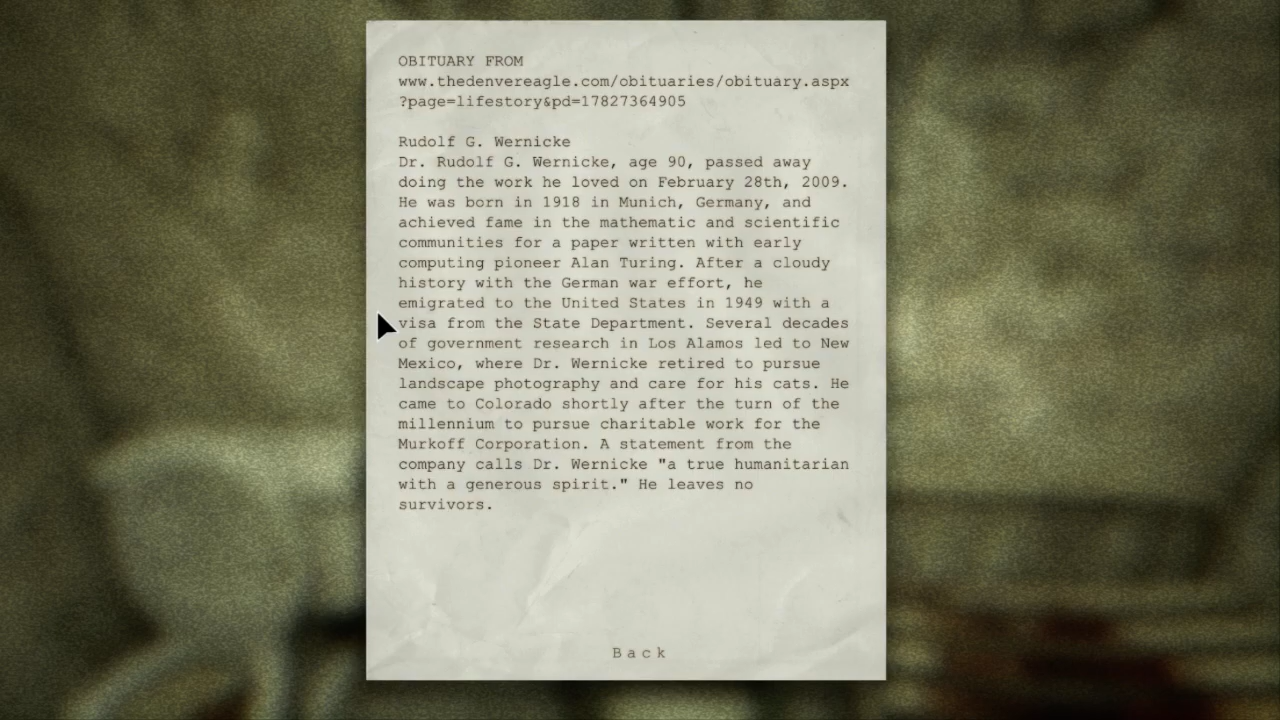 OBITUARY FROM
www.thedenvereagle.com/obituaries/obituary.aspx
?page=lifestory&pd=17827364905
Rudolf G. Wernicke
Dr. Rudolf G. Wernicke, age 90, passed away
doing the work he loved on February 28th, 2009.
He was born in 1918 in Munich, Germany, and
achieved fame in the mathematic and scientific
communities for a paper written with early
computing pioneer Alan Turing. After a cloudy
history with the German war effort, he
emigrated to the United States in 1949 with a
visa from the State Department. Several decades
of government research in Los Alamos led to New
Mexico, where Dr. Wernicke retired to pursue
landscape photography and care for his cats. He
came to Colorado shortly after the turn of the
millennium to pursue charitable work for the
Murkoff Corporation. A statement from the
company calls Dr. Wernicke "a true humanitarian
with a generous spirit." He leaves no
survivors.
Back